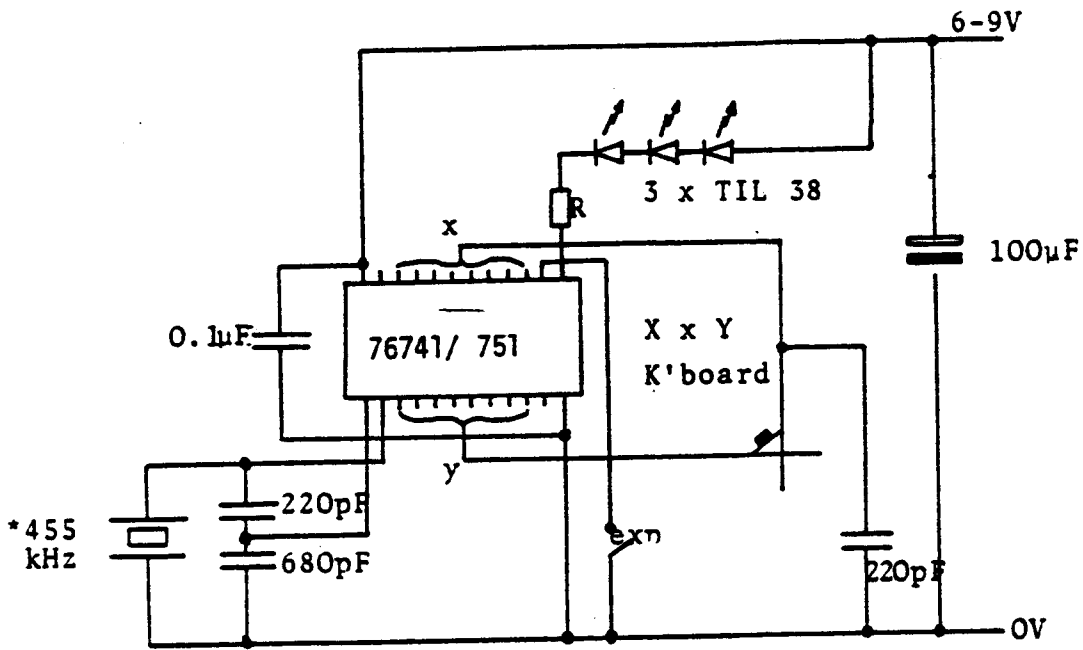 6-9V
3 x TIL 38
R
x
100µF
0.1µF
76741/ 751
X x Y
K'board
y
220pF
*455
kHz
680pF
exn
220pF
0V